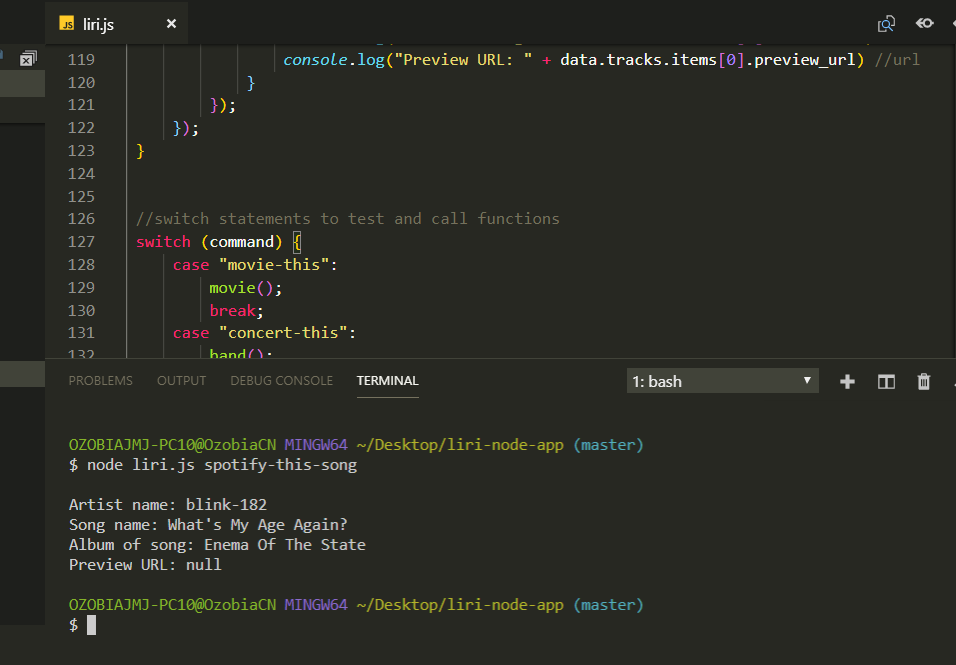 JS liri.js
119 console.log("Preview URL: " + data.tracks.items[0].preview_url) //url
120 }
121 });
122 });
123 }
124
125
126 //switch statements to test and call functions
127 switch (command) {
128 case "movie-this":
129 movie();
130 break;
131 case "concert-this":
132 band();
PROBLEMS OUTPUT DEBUG CONSOLE TERMINAL 1: bash
OZOBIAJMJ-PC10@OzobiaCN MINGW64 ~/Desktop/liri-node-app (master)
$ node liri.js spotify-this-song
Artist name: blink-182
Song name: What's My Age Again?
Album of song: Enema Of The State
Preview URL: null
OZOBIAJMJ-PC10@OzobiaCN MINGW64 ~/Desktop/liri-node-app (master)
$